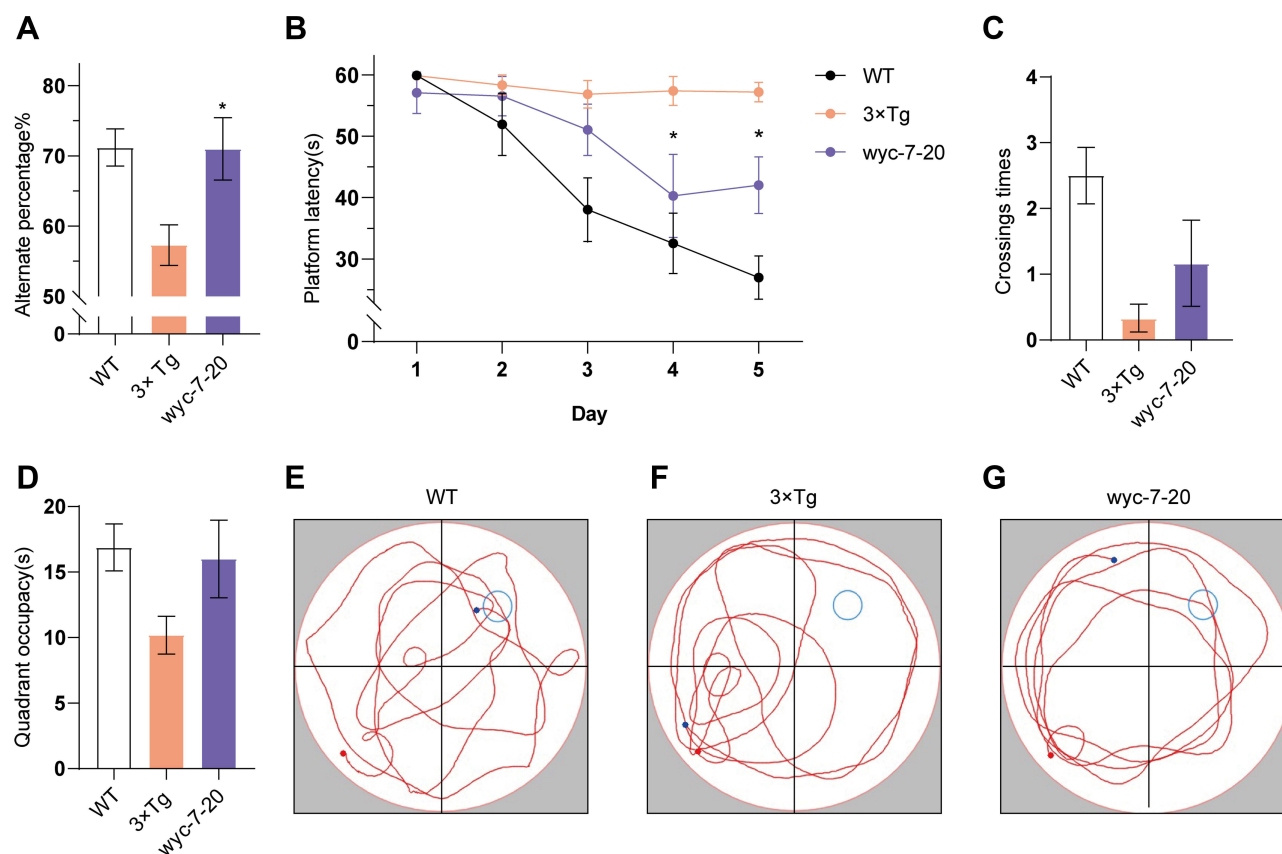 A
Alternate percentage%
80
70
60
50
0
WT
3× Tg
wyc-7-20
*
B
Platform latency(s)
60
50
40
30
0
* *
1 2 3 4 5
Day
WT
3×Tg
wyc-7-20
C
Crossings times
4
3
2
1
0
WT
3×Tg
wyc-7-20
D
Quadrant occupacy(s)
20
15
10
5
0
WT
3×Tg
wyc-7-20
E
WT
F
3×Tg
G
wyc-7-20